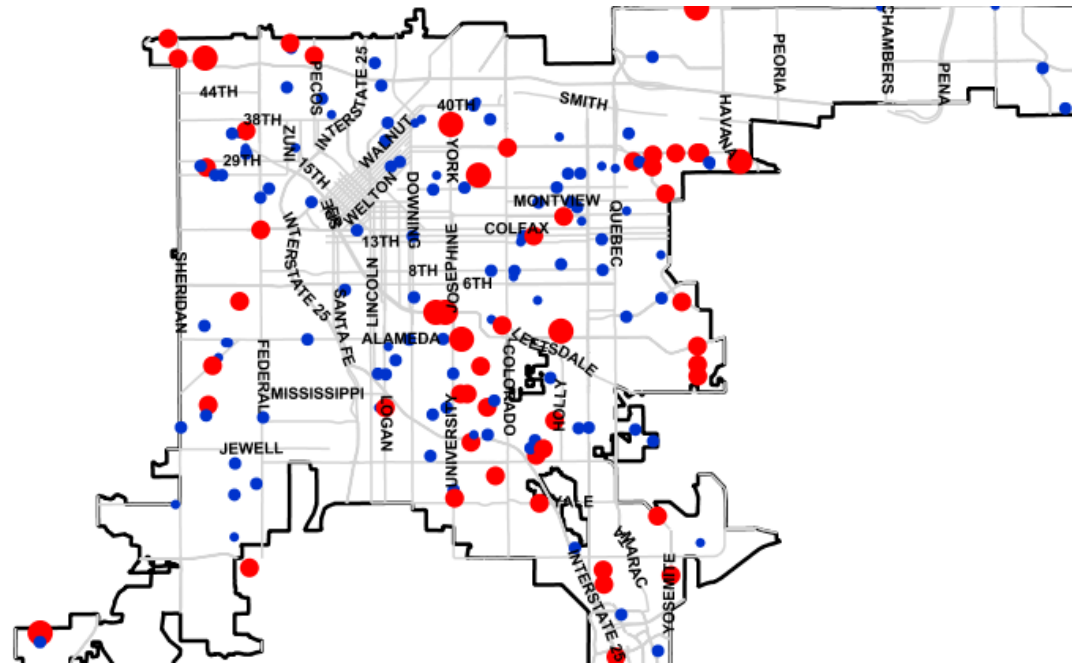 CHAMBERS
PEORIA
PENA
INTERSTATE 25
PECOS
44TH
SMITH
40TH
HAVANA
38TH
ZUNI
WALNUT
YORK
29TH
15TH
WELTON
DOWNING
MONTVIEW
QUEBEC
COLFAX
13TH
INTERSTATE 25
SHERIDAN
JOSEPHINE
8TH
6TH
LINCOLN
SANTA FE
ALAMEDA
LEETSDALE
COLORADO
FEDERAL
MISSISSIPPI
HOLLY
LOGAN
UNIVERSITY
JEWELL
YALE
YOSEMITE
INTERSTATE 25